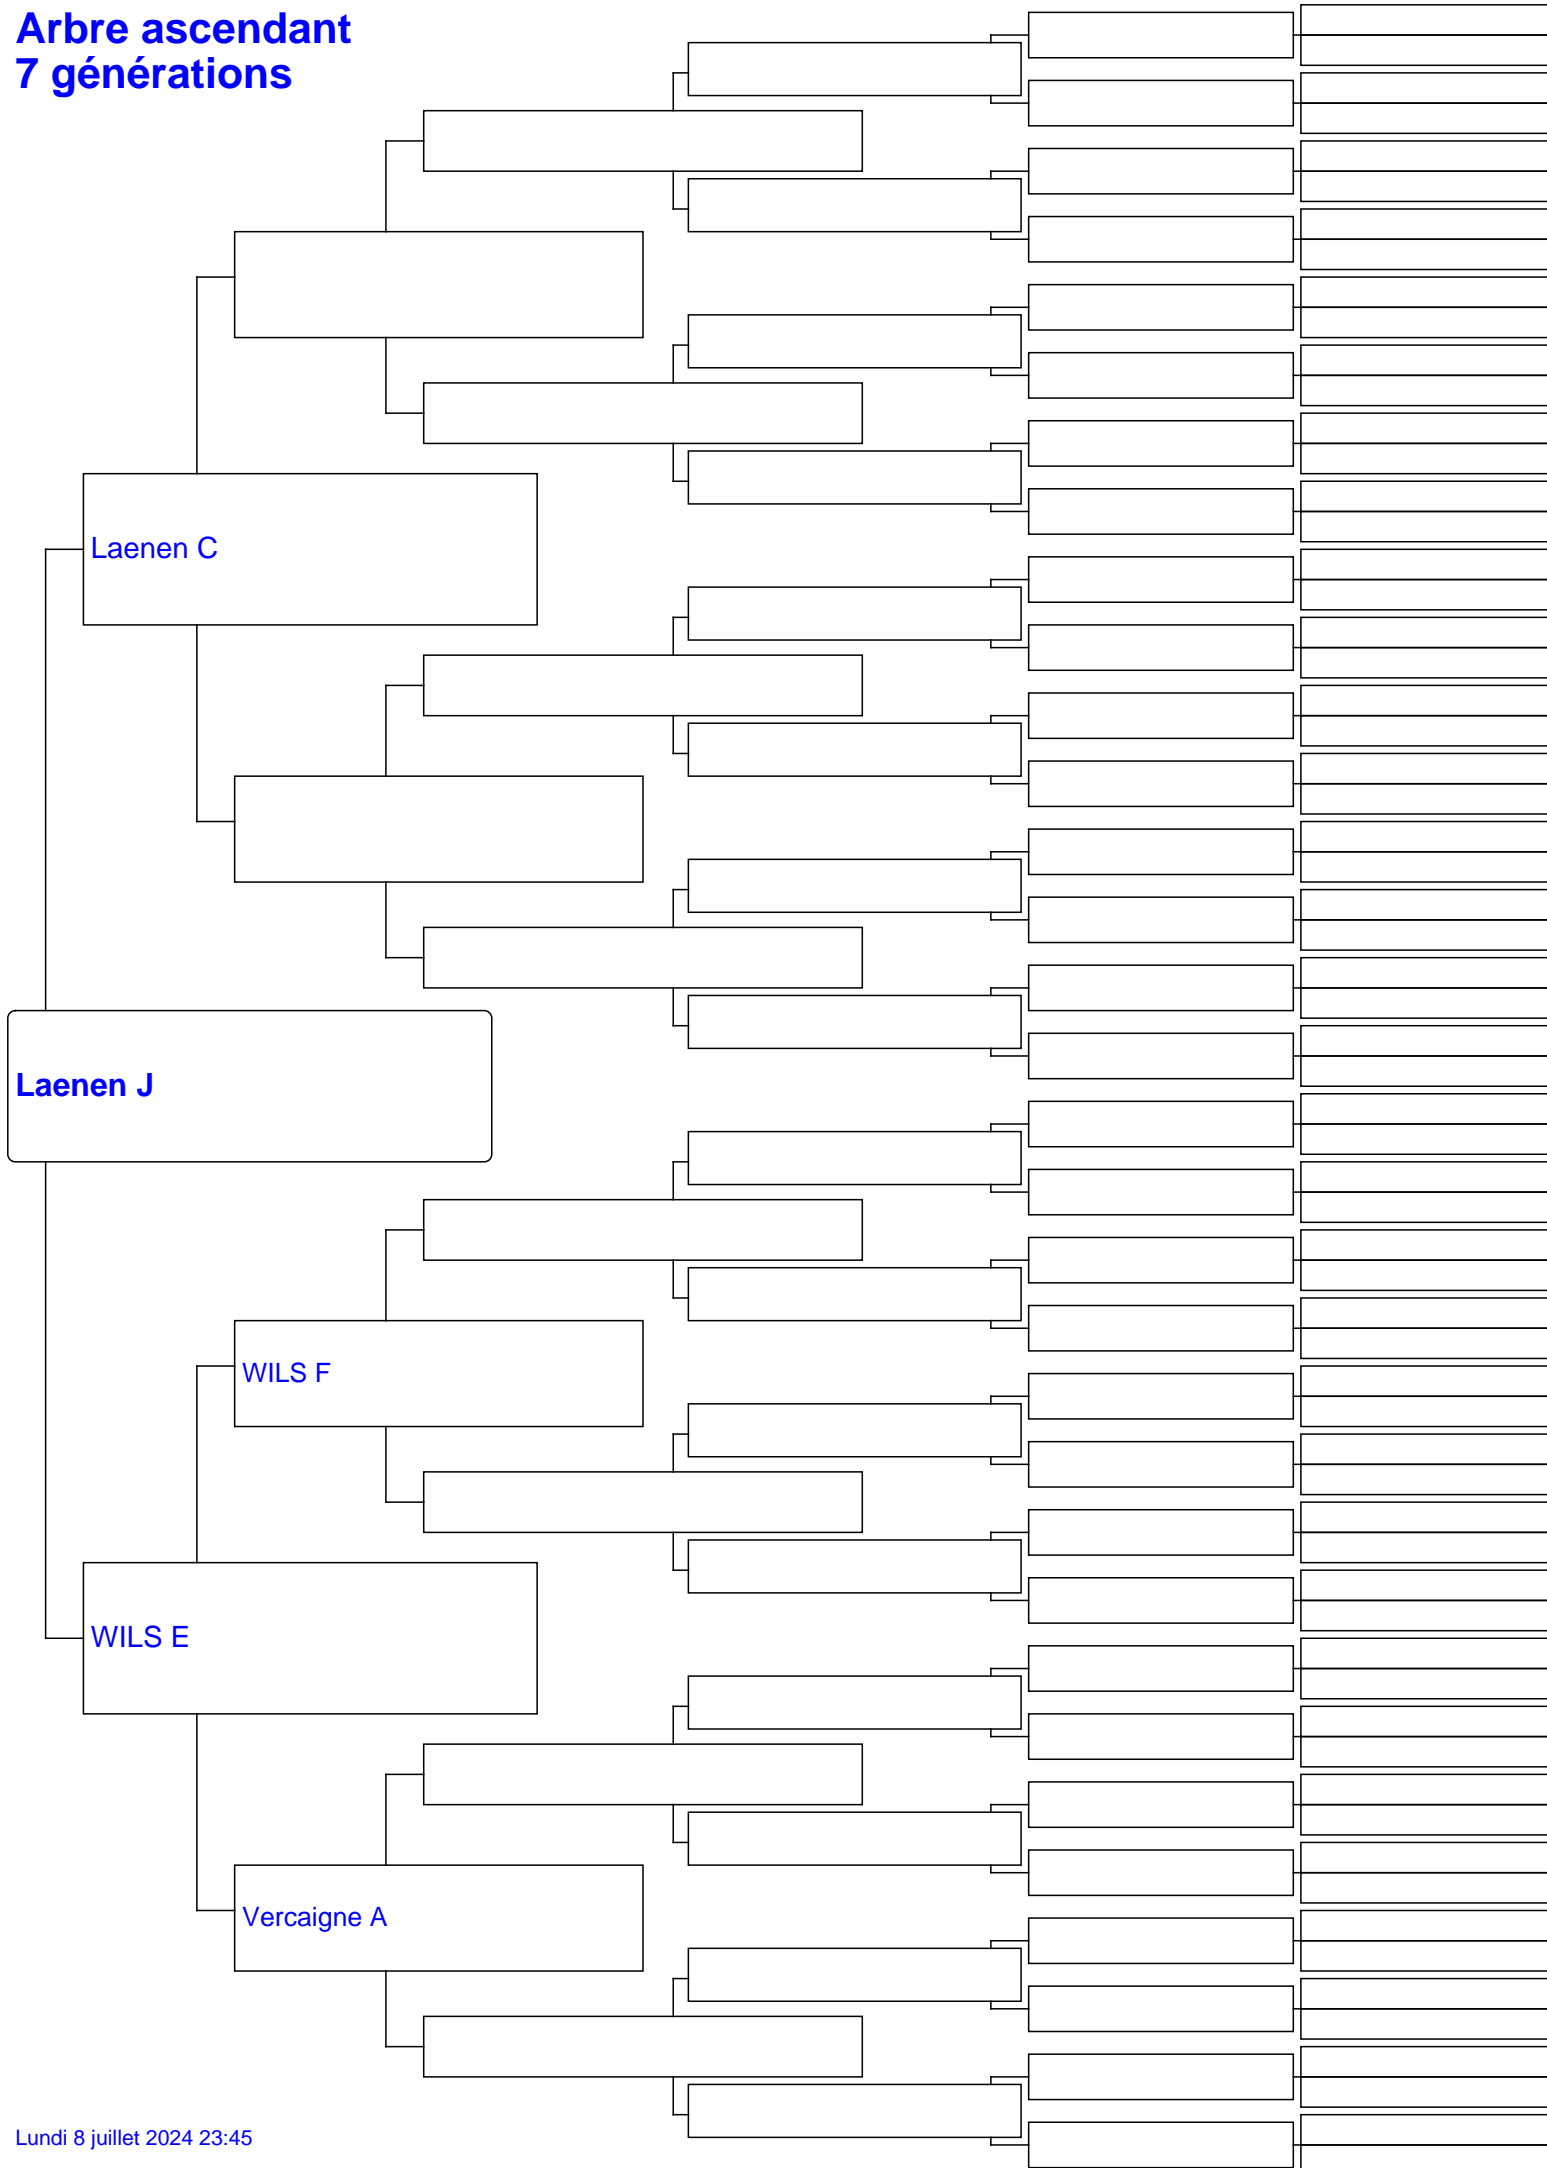 Arbre ascendant
7 générations
Laenen C
Laenen J
WILS F
WILS E
Vercaigne A
Lundi 8 juillet 2024 23:45